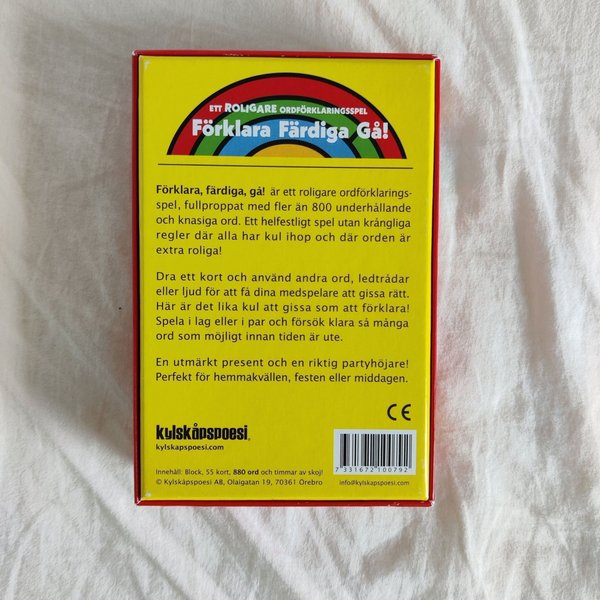 ETT ROLIGARE ORDFÖRKLARINGSSPEL
Förklara Färdiga Gå!
Förklara, färdiga, gå! är ett roligare ordförklarings-
spel, fullproppat med fler än 800 underhållande
och knasiga ord. Ett helfestligt spel utan krångliga
regler där alla har kul ihop och där orden är
extra roliga!
Dra ett kort och använd andra ord, ledtrådar
eller ljud för att få dina medspelare att gissa rätt.
Här är det lika kul att gissa som att förklara!
Spela i lag eller i par och försök klara så många
ord som möjligt innan tiden är ute.
En utmärkt present och en riktig partyhöjare!
Perfekt för hemmakvällen, festen eller middagen.
CE
kylskåpspoesi®
kylskapspoesi.com
7 331672 100792
Innehåll: Block, 55 kort, 880 ord och timmar av skoj!
© Kylskåpspoesi AB, Olaigatan 19, 70361 Örebro
info@kylskapspoesi.com